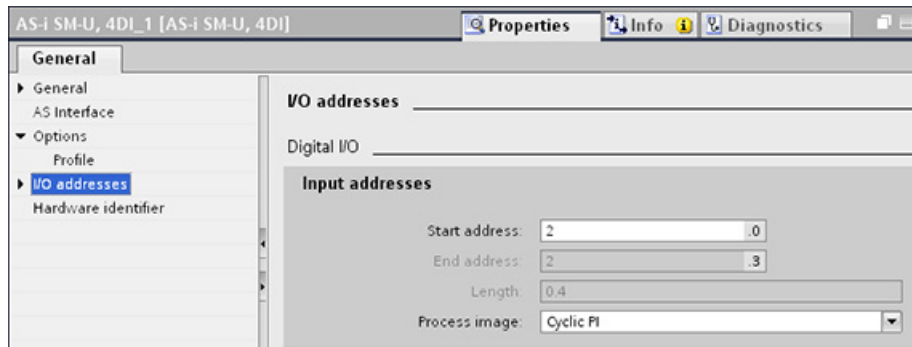 AS-i SM-U, 4DI_1 [AS-i SM-U, 4DI]
Properties
Info
Diagnostics
General
General
AS Interface
Options
Profile
I/O addresses
Hardware identifier
I/O addresses
Digital I/O
Input addresses
Start address: 2 .0
End address: 2 .3
Length: 0.4
Process image: Cyclic PI